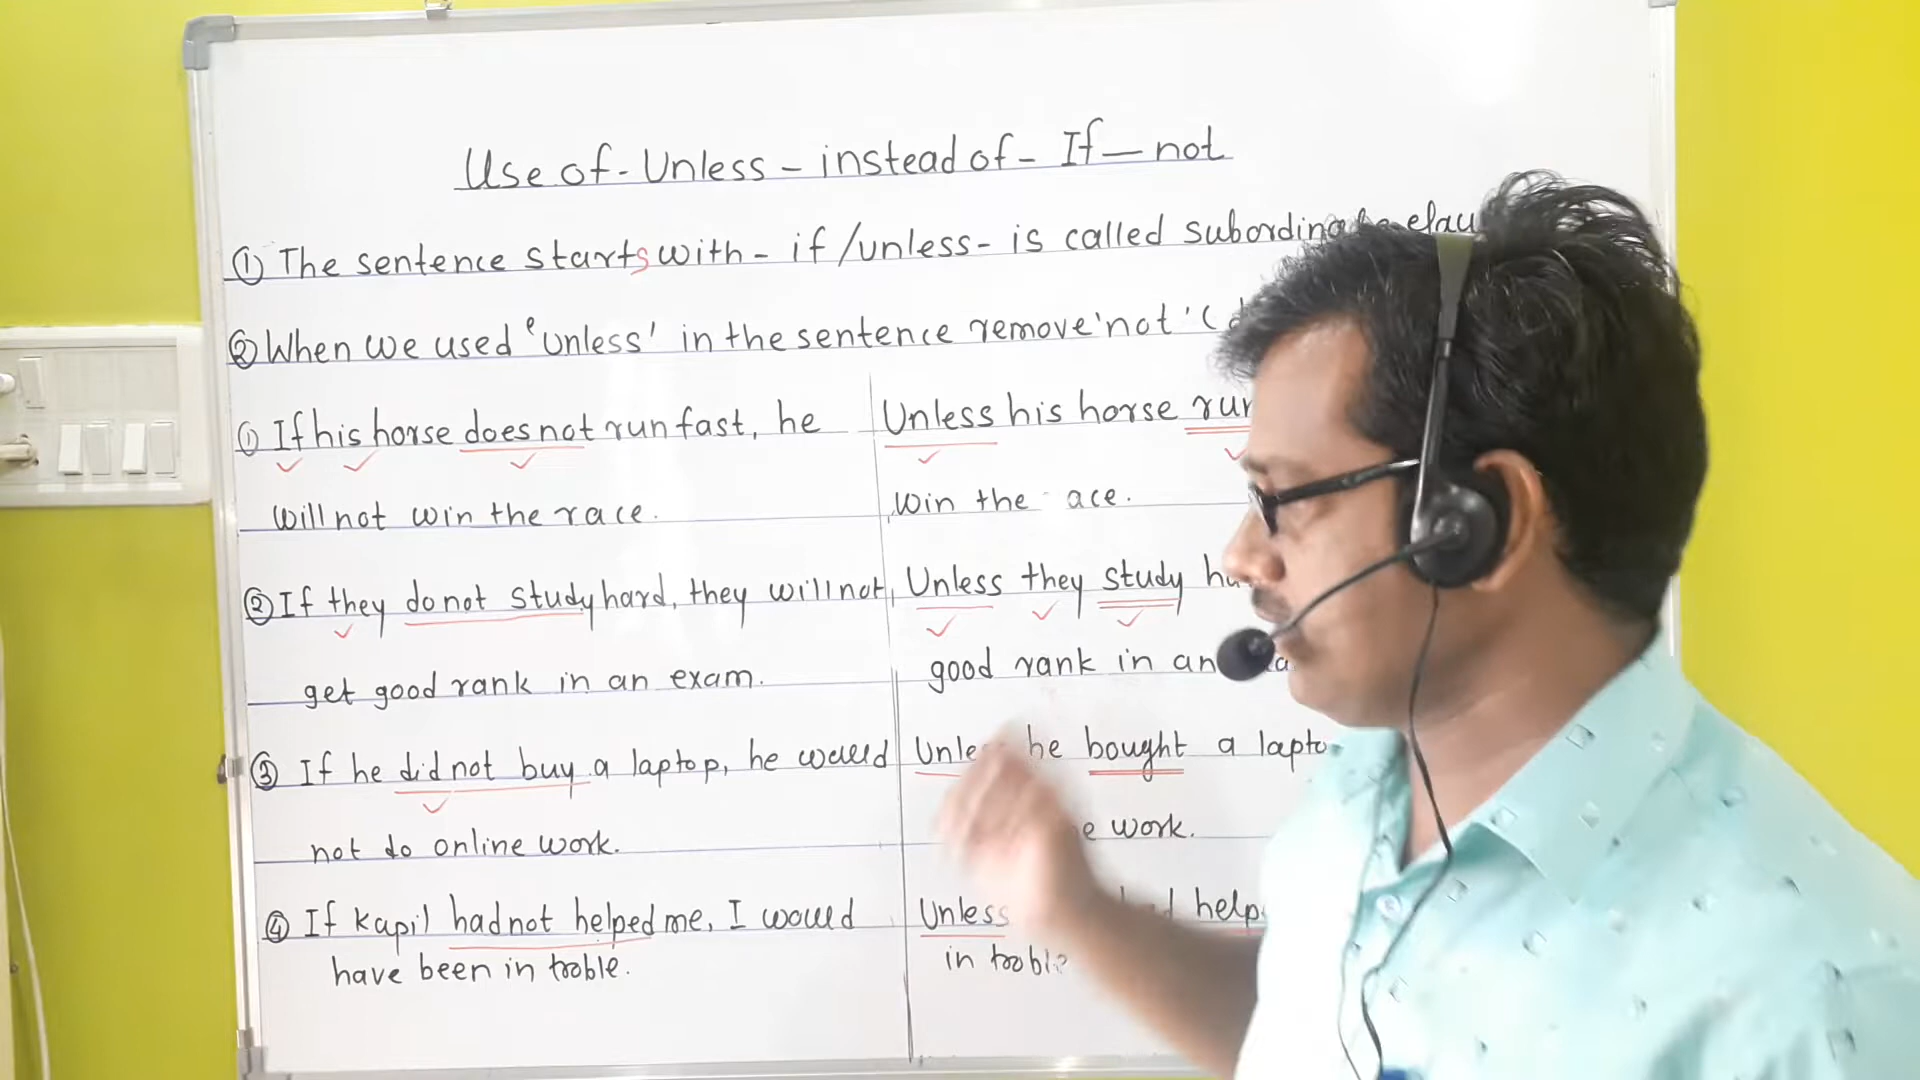 Use of - Unless - instead of - If — not
① The sentence starts with - if / unless - is called
② When we used 'Unless' in the sentence remove 'not' (
① If his horse does not run fast, he
will not win the race.
② If they do not study hard, they will not
get good rank in an exam.
③ If he did not buy a laptop, he would
not do online work.
④ If Kapil had not helped me, I would
have been in troble.
Unless his horse
win the ace.
Unless they study
good rank in an
he bought a
work.
Unless
in